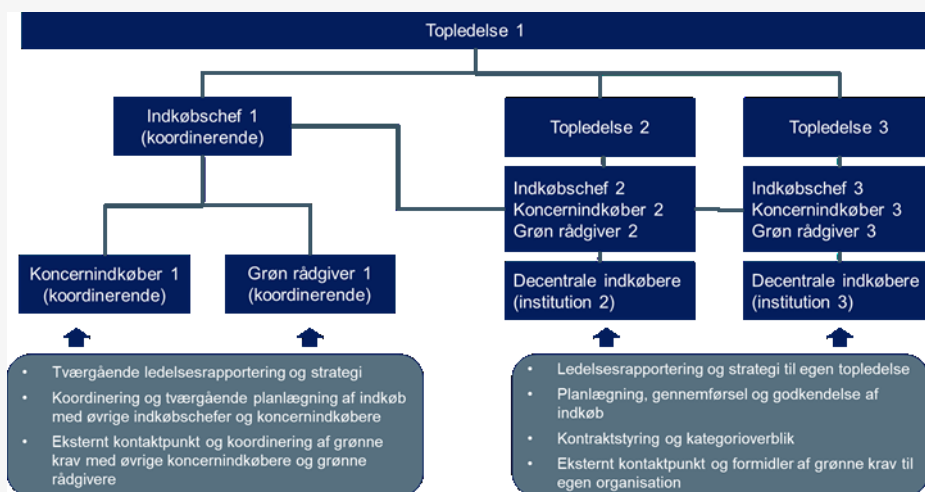 Topledelse 1
Indkøbschef 1
(koordinerende)
Topledelse 2
Topledelse 3
Indkøbschef 2
Koncernindkøber 2
Grøn rådgiver 2
Indkøbschef 3
Koncernindkøber 3
Grøn rådgiver 3
Koncernindkøber 1
(koordinerende)
Grøn rådgiver 1
(koordinerende)
Decentrale indkøbere
(institution 2)
Decentrale indkøbere
(institution 3)
• Tværgående ledelsesrapportering og strategi
• Koordinering og tværgående planlægning af indkøb
med øvrige indkøbschefer og koncernindkøbere
• Eksternt kontaktpunkt og koordinering af grønne
krav med øvrige koncernindkøbere og grønne
rådgivere
• Ledelsesrapportering og strategi til egen topledelse
• Planlægning, gennemførsel og godkendelse af
indkøb
• Kontraktstyring og kategorioverblik
• Eksternt kontaktpunkt og formidler af grønne krav til
egen organisation